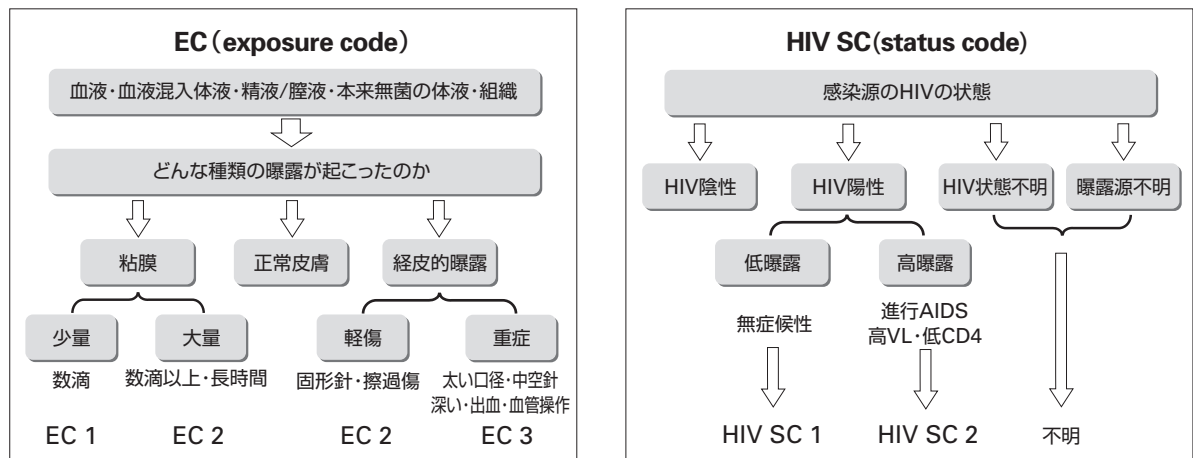 EC(exposure code)
血液・血液混入体液・精液/膣液・本来無菌の体液・組織
どんな種類の曝露が起こったのか
粘膜 正常皮膚 経皮的曝露
少量 大量 軽傷 重症
数滴 数滴以上・長時間 固形針・擦過傷 太い口径・中空針
深い・出血・血管操作
EC 1 EC 2 EC 2 EC 3
HIV SC(status code)
感染源のHIVの状態
HIV陰性 HIV陽性 HIV状態不明 曝露源不明
低曝露 高曝露
無症候性 進行AIDS
高VL・低CD4
HIV SC 1 HIV SC 2 不明